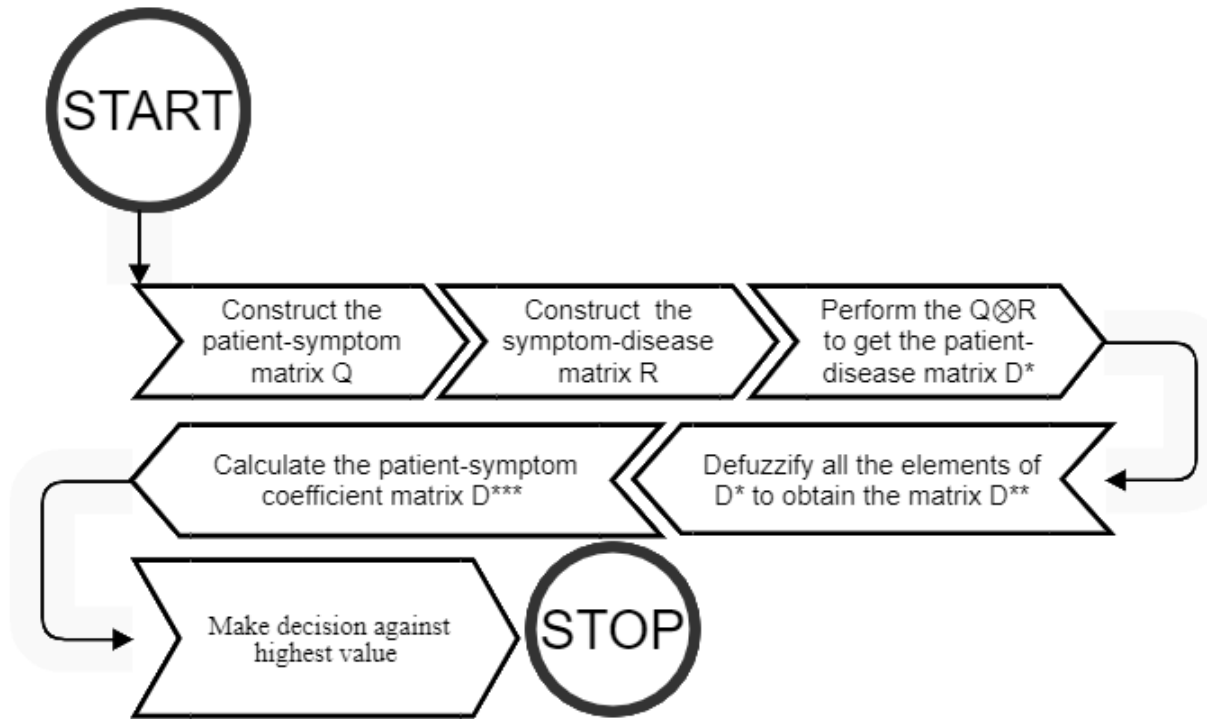 START
Construct the
patient-symptom
matrix Q
Construct the
symptom-disease
matrix R
Perform the Q⊗R
to get the patient-
disease matrix D*
Defuzzify all the elements of
D* to obtain the matrix D**
Calculate the patient-symptom
coefficient matrix D***
Make decision against
highest value
STOP